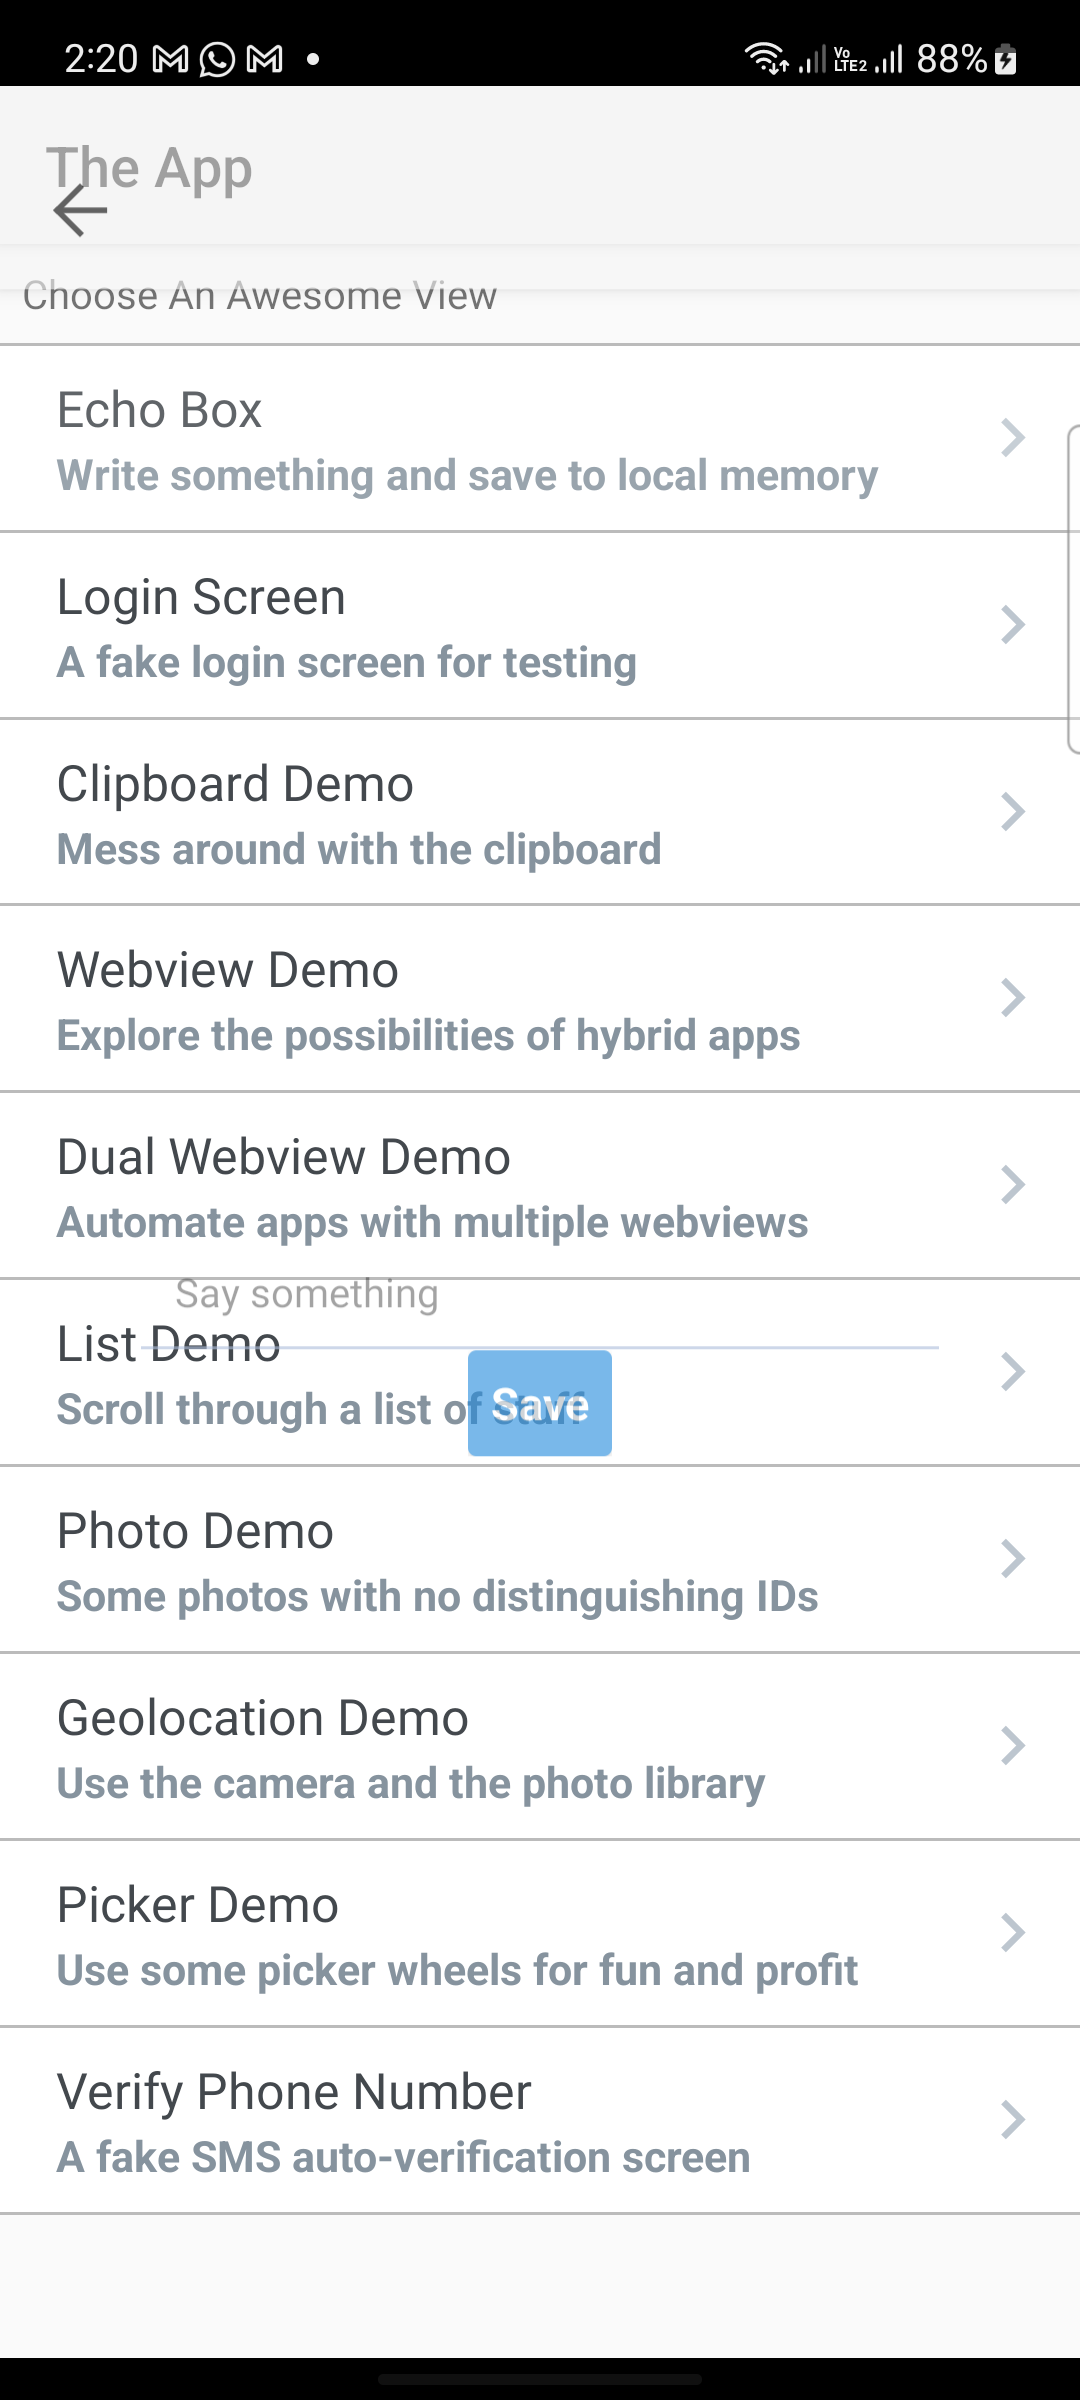 2:20
Vo LTE2 88%
The App
Choose An Awesome View
Echo Box
Write something and save to local memory
Login Screen
A fake login screen for testing
Clipboard Demo
Mess around with the clipboard
Webview Demo
Explore the possibilities of hybrid apps
Dual Webview Demo
Automate apps with multiple webviews
Say something
List Demo
Scroll through a list of stuff
Save
Photo Demo
Some photos with no distinguishing IDs
Geolocation Demo
Use the camera and the photo library
Picker Demo
Use some picker wheels for fun and profit
Verify Phone Number
A fake SMS auto-verification screen